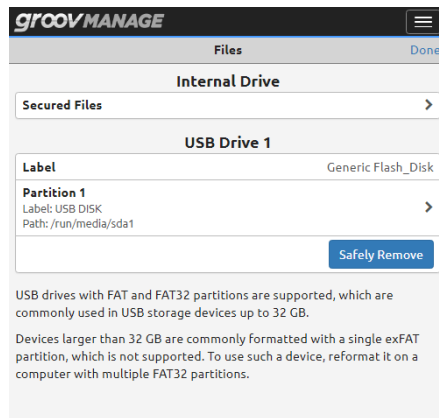 groov MANAGE
Files
Done
Internal Drive
Secured Files
USB Drive 1
Label
Generic Flash_Disk
Partition 1
Label: USB DISK
Path: /run/media/sda1
Safely Remove
USB drives with FAT and FAT32 partitions are supported, which are
commonly used in USB storage devices up to 32 GB.
Devices larger than 32 GB are commonly formatted with a single exFAT
partition, which is not supported. To use such a device, reformat it on a
computer with multiple FAT32 partitions.